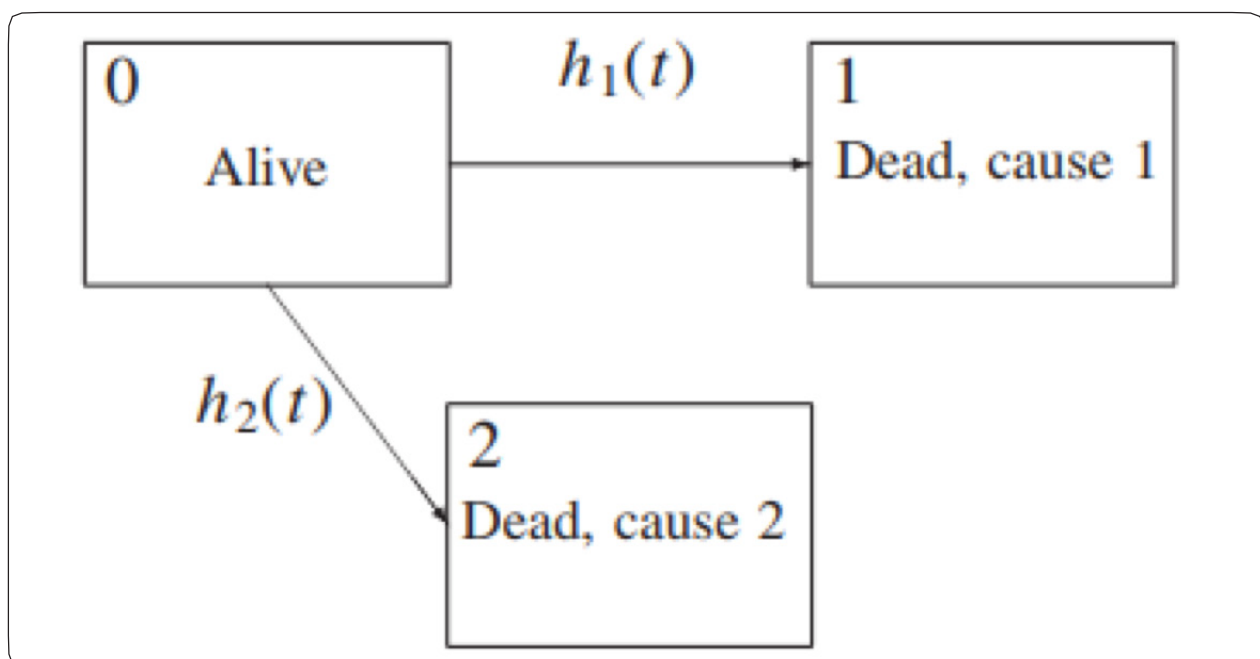 0
Alive
h₁(t)
1
Dead, cause 1
h₂(t)
2
Dead, cause 2